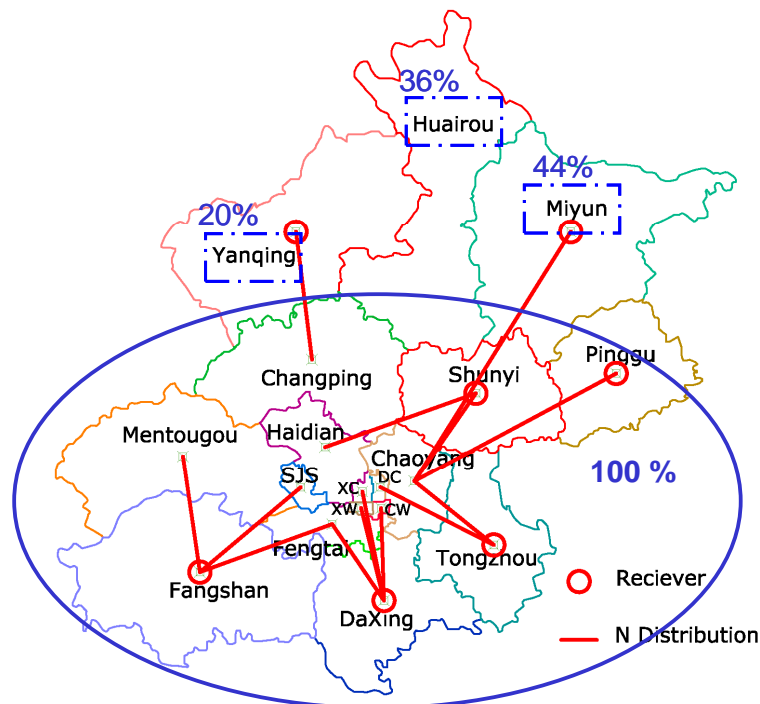 36%
Huairou
44%
Miyun
20%
Yanqing
Pinggu
Shunyi
Changping
Mentougou
Haidian
Chaoyang
100 %
SJS
DC
XC
XW
CW
Fengtai
Tongzhou
Fangshan
Reciever
DaXing
N Distribution